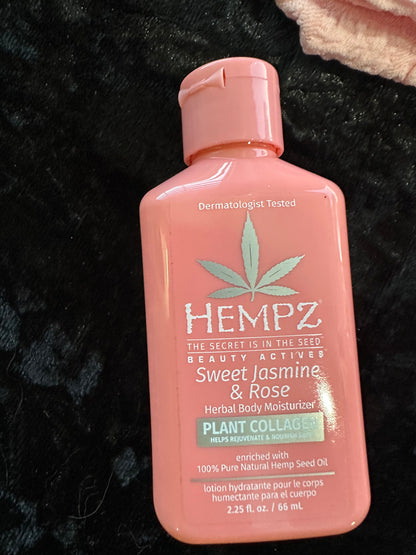 Dermatologist Tested
HEMPZ®
THE SECRET IS IN THE SEED®
BEAUTY ACTIVES
Sweet Jasmine
& Rose
Herbal Body Moisturizer
PLANT COLLAGEN
HELPS REJUVENATE & NOURISH
enriched with
100% Pure Natural Hemp Seed Oil
lotion hydratante pour le corps
humectante para el cuerpo
2.25 fl. oz. / 66 mL